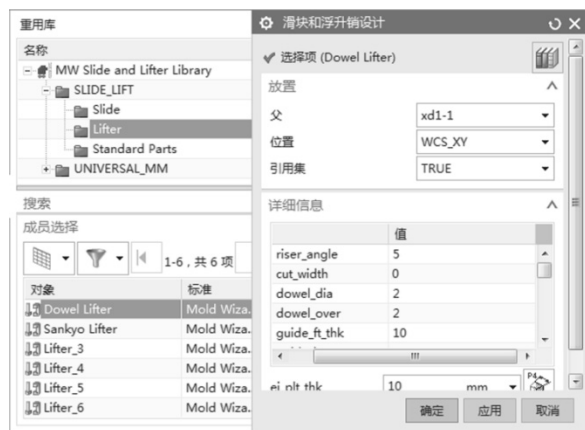 重用库
名称
MW Slide and Lifter Library
SLIDE_LIFT
Slide
Lifter
Standard Parts
UNIVERSAL_MM
搜索
成员选择
1-6，共 6 项
对象 标准
Dowel Lifter Mold Wiza.
Sankyo Lifter Mold Wiza.
Lifter_3 Mold Wiza.
Lifter_4 Mold Wiza.
Lifter_5 Mold Wiza.
Lifter_6 Mold Wiza.
滑块和浮升销设计
选择项 (Dowel Lifter)
放置
父 xd1-1
位置 WCS_XY
引用集 TRUE
详细信息
值
riser_angle 5
cut_width 0
dowel_dia 2
dowel_over 2
guide_ft_thk 10
ej_plt_thk 10 mm
确定 应用 取消